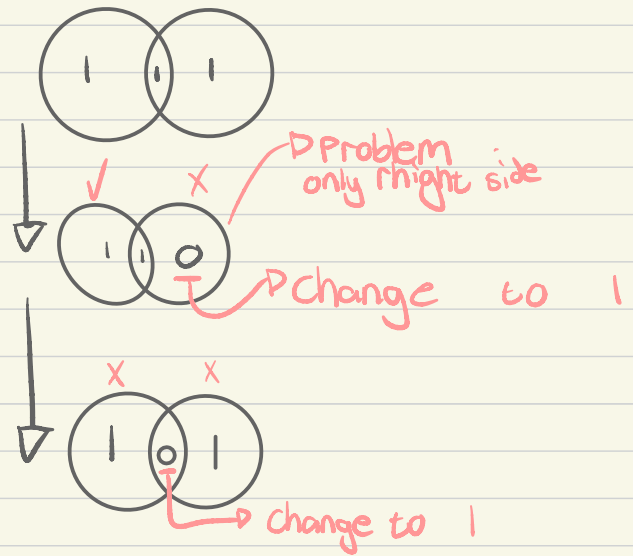 1 1 1
Problem
only rhight side
X
1 1 0
Change to 1
X X
1 0 1
Change to 1